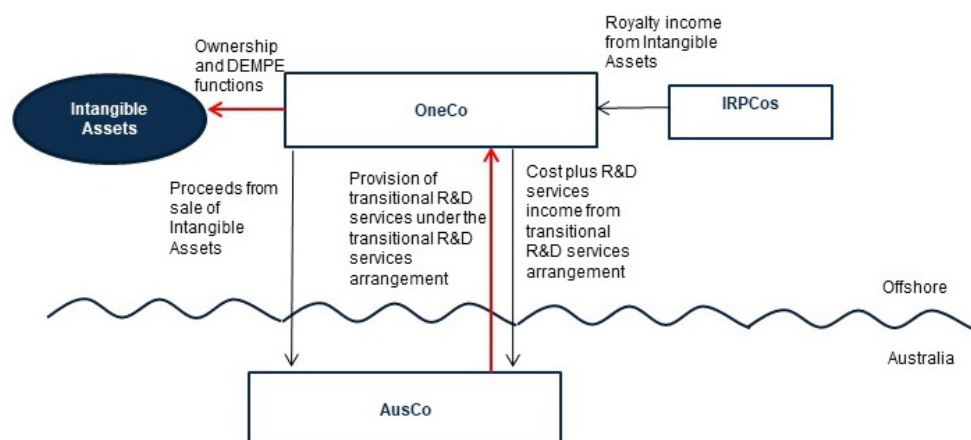 Ownership
and DEMPE
functions
Royalty income
from Intangible
Assets
Intangible
Assets
OneCo
IRPCos
Proceeds from
sale of
Intangible
Assets
Provision of
transitional R&D
services under the
transitional R&D
services
arrangement
Cost plus R&D
services
income from
transitional
R&D services
arrangement
Offshore
Australia
AusCo